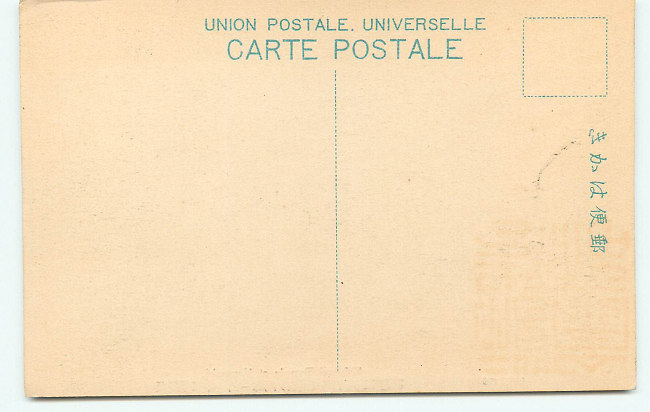 UNION POSTALE. UNIVERSELLE
CARTE POSTALE
郵便はかき